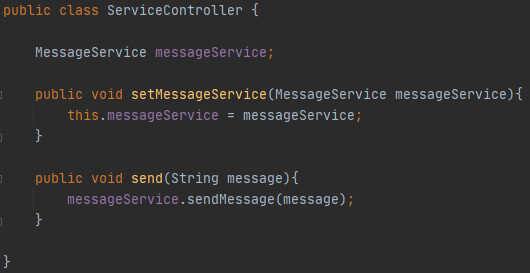 public class ServiceController {
MessageService messageService;
public void setMessageService(MessageService messageService){
this.messageService = messageService;
}
public void send(String message){
messageService.sendMessage(message);
}
}